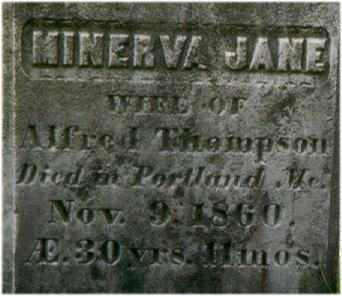 MINERVA JANE
WIFE OF
Alfred Thompson
Died in Portland Me.
Nov. 9. 1860.
Æ. 30 yrs. 11 mos.